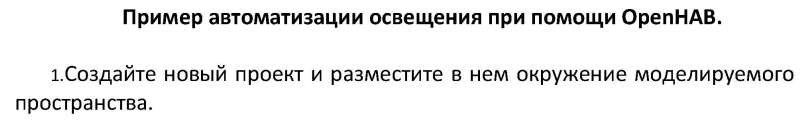 Пример автоматизации освещения при помощи OpenHAB.
1.Создайте новый проект и разместите в нем окружение моделируемого
пространства.